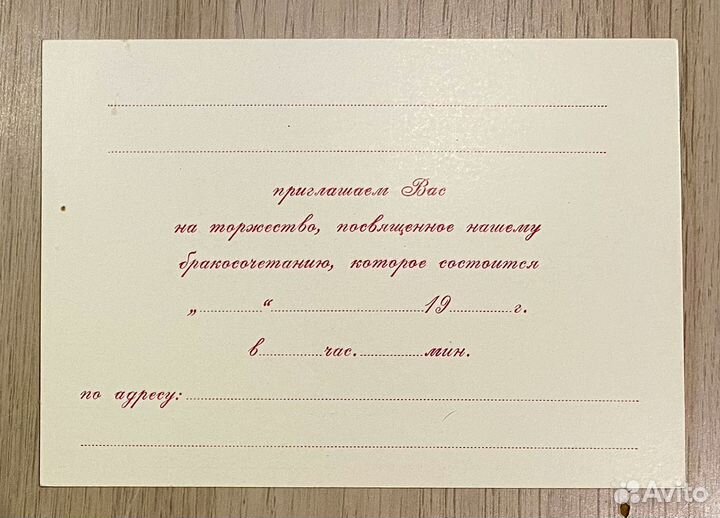 приглашаем Вас
на торжество, посвященное нашему
бракосочетанию, которое состоится
„............“.............................19............г.
в............час.............мин.
по адресу:..........................................................................
Avito